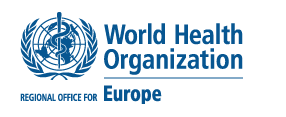 World Health
Organization
REGIONAL OFFICE FOR Europe